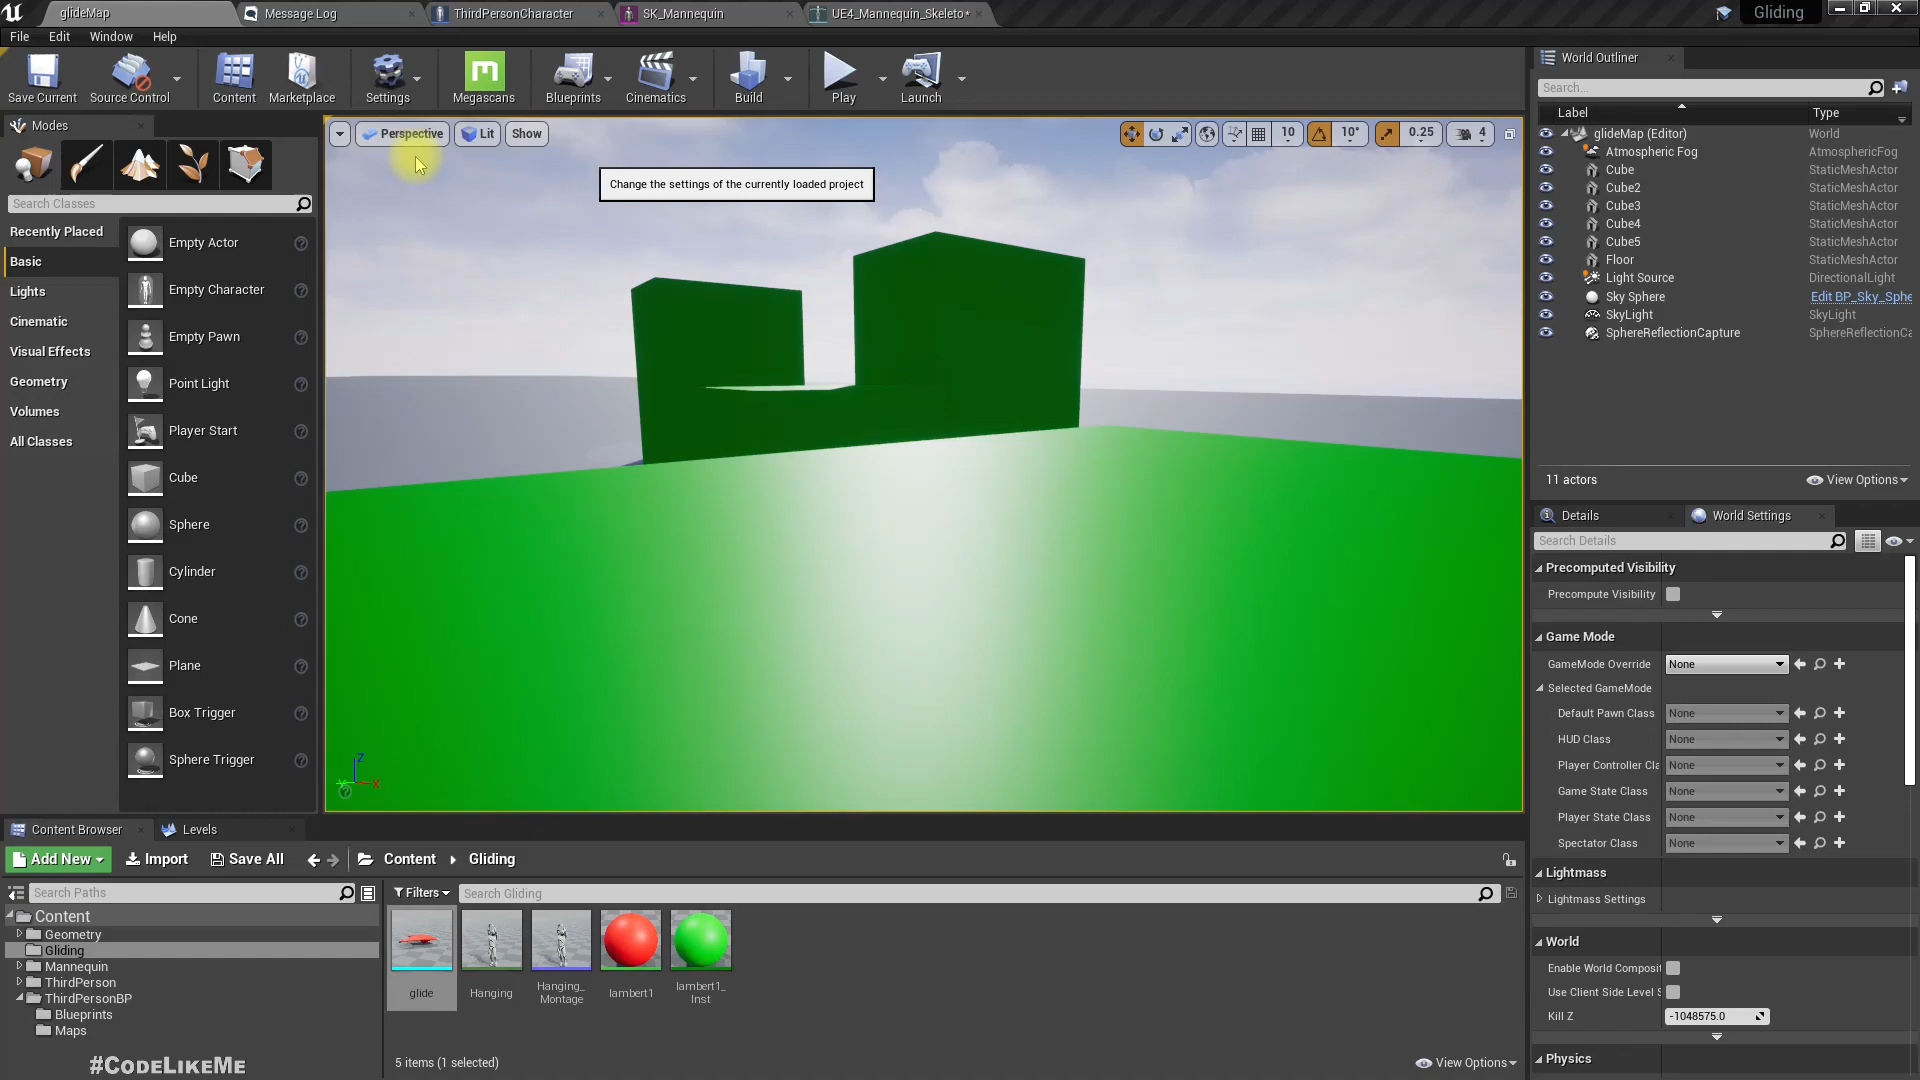 glideMap
Message Log
ThirdPersonCharacter
SK_Mannequin
UE4_Mannequin_Skeleto*
Gliding
File
Edit
Window
Help
Save Current
Source Control
Content
Marketplace
Settings
Megascans
Blueprints
Cinematics
Build
Play
Launch
Modes
Search Classes
Recently Placed
Basic
Lights
Cinematic
Visual Effects
Geometry
Volumes
All Classes
Empty Actor
Empty Character
Empty Pawn
Point Light
Player Start
Cube
Sphere
Cylinder
Cone
Plane
Box Trigger
Sphere Trigger
Perspective
Lit
Show
10
10°
0.25
4
Change the settings of the currently loaded project
Z
X
World Outliner
Search...
Label
Type
glideMap (Editor)
World
Atmospheric Fog
AtmosphericFog
Cube
StaticMeshActor
Cube2
StaticMeshActor
Cube3
StaticMeshActor
Cube4
StaticMeshActor
Cube5
StaticMeshActor
Floor
StaticMeshActor
Light Source
DirectionalLight
Sky Sphere
Edit BP_Sky_Sphe
SkyLight
SkyLight
SphereReflectionCapture
SphereReflectionCa
11 actors
View Options
Details
World Settings
Search Details
Precomputed Visibility
Precompute Visibility
Game Mode
GameMode Override
None
Selected GameMode
Default Pawn Class
None
HUD Class
None
Player Controller Cla
None
Game State Class
None
Player State Class
None
Spectator Class
None
Lightmass
Lightmass Settings
World
Enable World Composit
Use Client Side Level S
Kill Z
-1048575.0
Physics
Content Browser
Levels
Add New
Import
Save All
Content
Gliding
Search Paths
Filters
Search Gliding
Content
Geometry
Gliding
Mannequin
ThirdPerson
ThirdPersonBP
Blueprints
Maps
glide
Hanging
Hanging_
Montage
lambert1
lambert1_
Inst
5 items (1 selected)
View Options
#CodeLikeMe